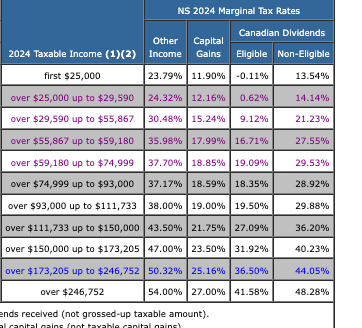 NS 2024 Marginal Tax Rates
2024 Taxable Income (1)(2) Other Income Capital Gains Canadian Dividends
Eligible Non-Eligible
first $25,000 23.79% 11.90% -0.11% 13.54%
over $25,000 up to $29,590 24.32% 12.16% 0.62% 14.14%
over $29,590 up to $55,867 30.48% 15.24% 9.12% 21.23%
over $55,867 up to $59,180 35.98% 17.99% 16.71% 27.55%
over $59,180 up to $74,999 37.70% 18.85% 19.09% 29.53%
over $74,999 up to $93,000 37.17% 18.59% 18.35% 28.92%
over $93,000 up to $111,733 38.00% 19.00% 19.50% 29.88%
over $111,733 up to $150,000 43.50% 21.75% 27.09% 36.20%
over $150,000 up to $173,205 47.00% 23.50% 31.92% 40.23%
over $173,205 up to $246,752 50.32% 25.16% 36.50% 44.05%
over $246,752 54.00% 27.00% 41.58% 48.28%
ends received (not grossed-up taxable amount).
al capital gains (not taxable capital gains)